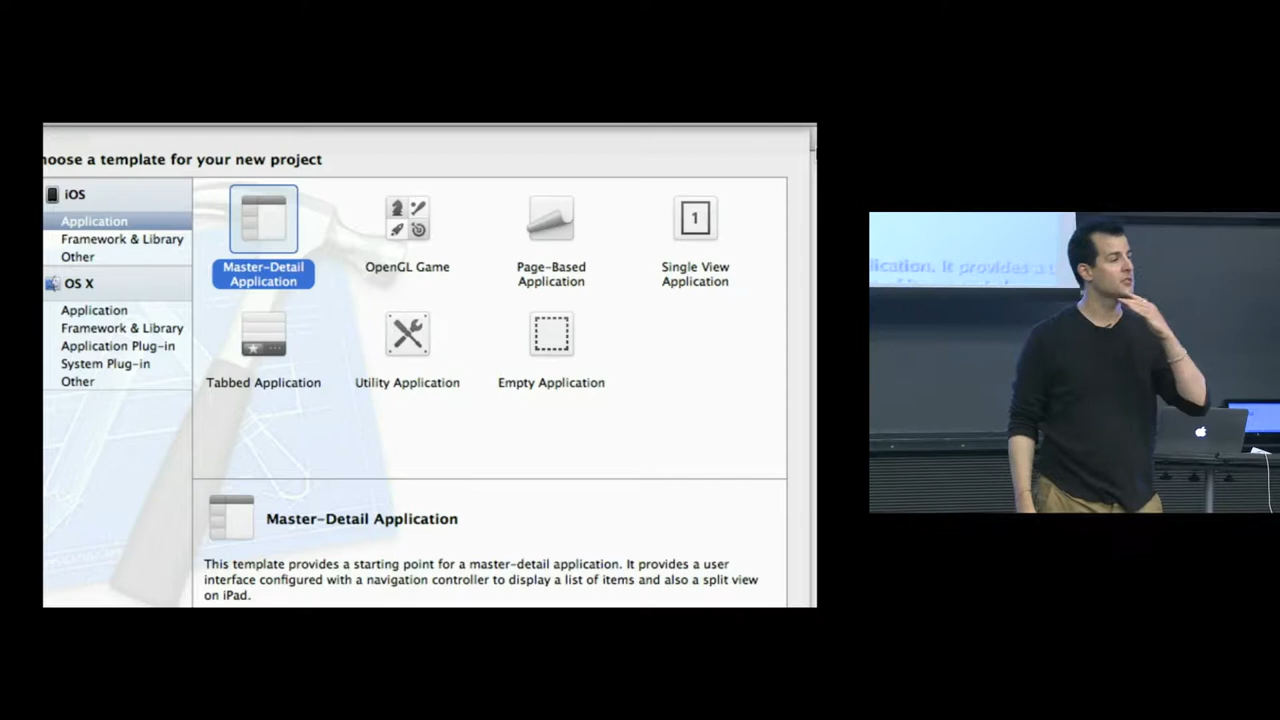 hoose a template for your new project
iOS
Application
Framework & Library
Other
OS X
Application
Framework & Library
Application Plug-in
System Plug-in
Other
Master-Detail
Application
OpenGL Game
Page-Based
Application
1
Single View
Application
Tabbed Application
Utility Application
Empty Application
Master-Detail Application
This template provides a starting point for a master-detail application. It provides a user
interface configured with a navigation controller to display a list of items and also a split view
on iPad.
ication. It provides a u